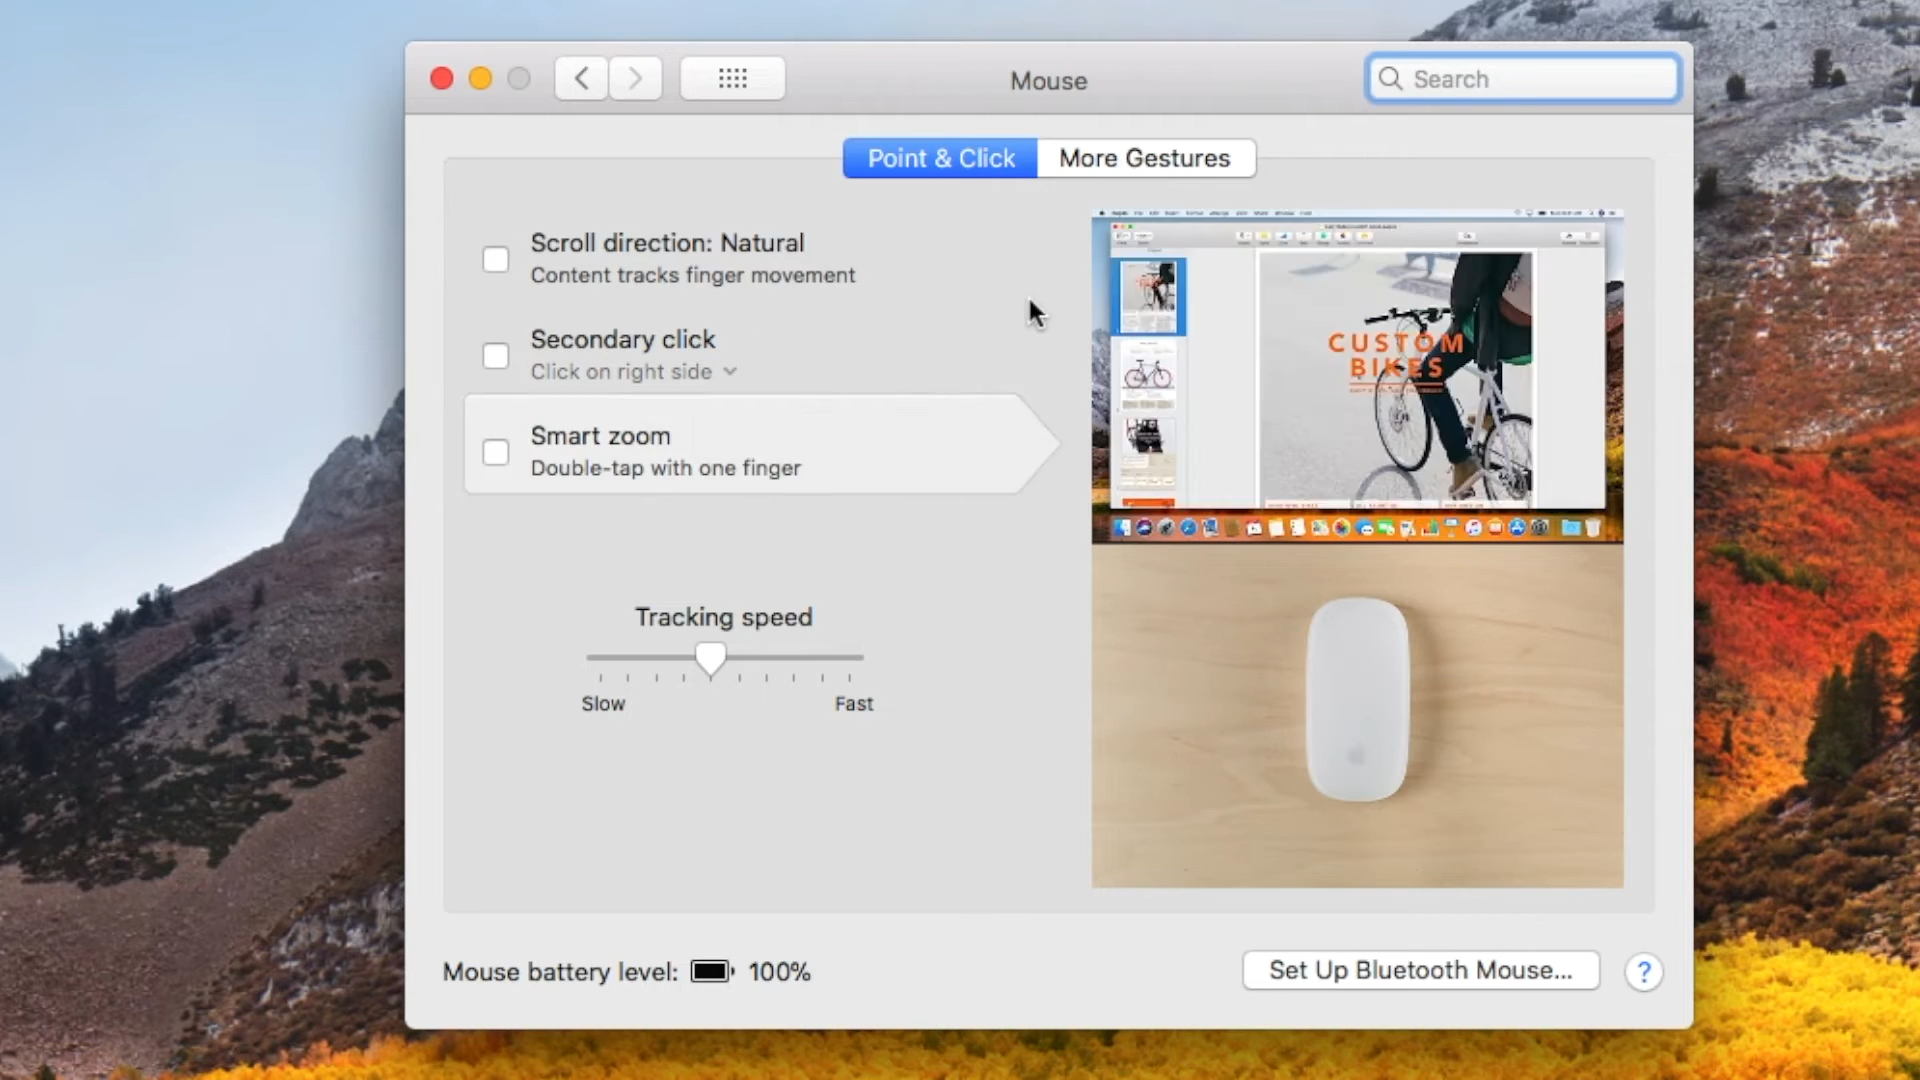 Mouse
Search
Point & Click
More Gestures
Scroll direction: Natural
Content tracks finger movement
Secondary click
Click on right side
Smart zoom
Double-tap with one finger
CUSTOM
BIKES
Tracking speed
Slow
Fast
Mouse battery level:
100%
Set Up Bluetooth Mouse...
?